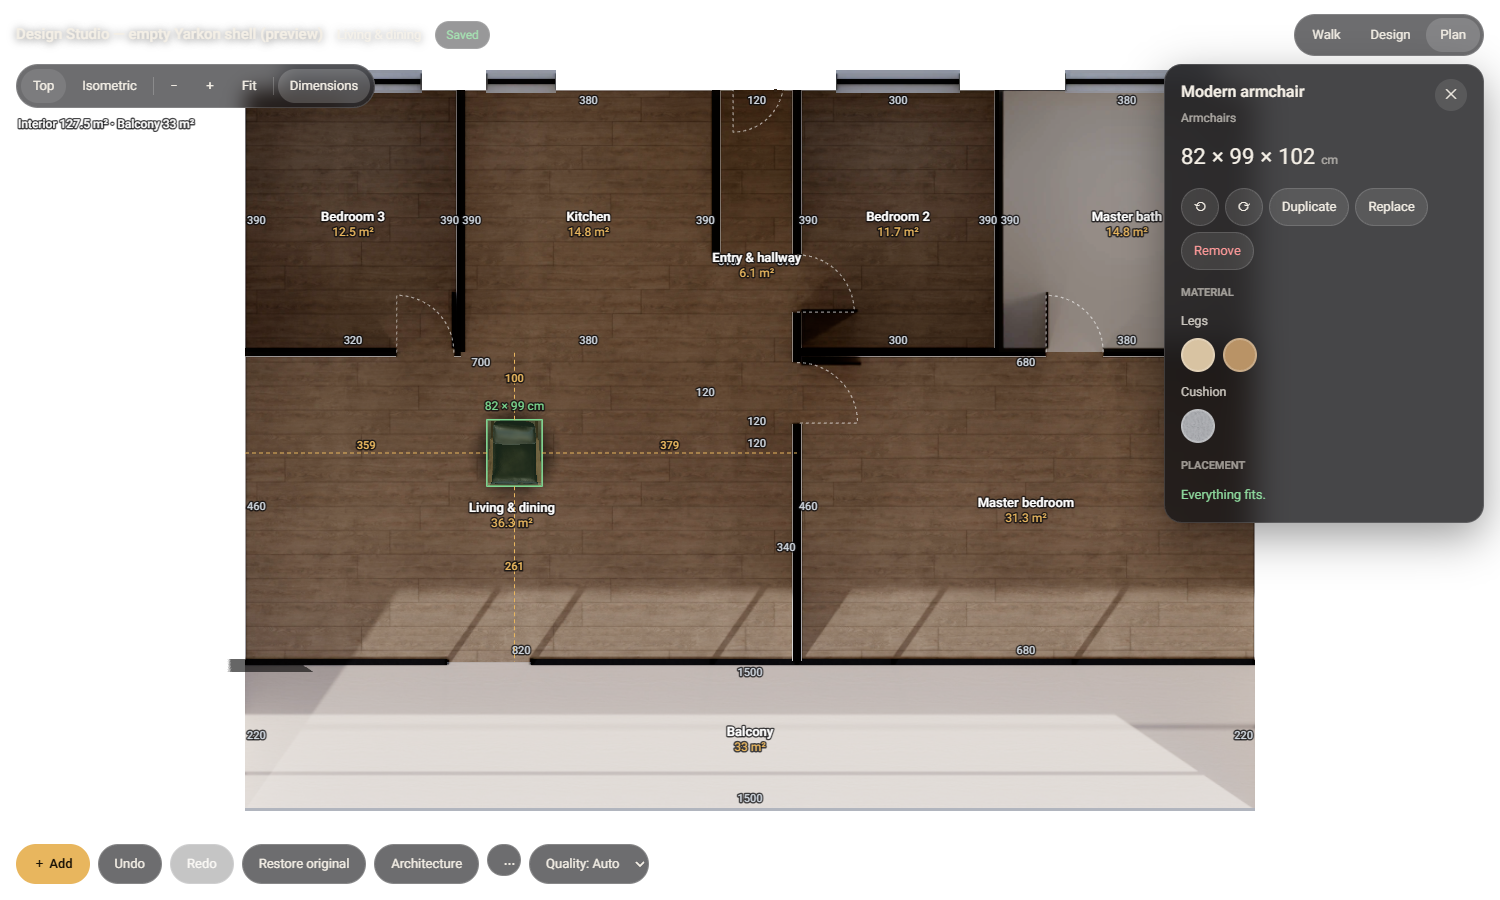 Design Studio – empty Yarkon shell (preview) Living & dining Saved
Walk Design Plan
Top Isometric − + Fit Dimensions
Interior 127.5 m² · Balcony 33 m²
380 120 300 380
390 Bedroom 3 390 390 Kitchen 390 390 Bedroom 2 390 390 Master bath
12.5 m² 14.8 m² 11.7 m² 14.8 m²
Entry & hallway
6.1 m²
320 380 300 380
700 680
100
120
82 × 99 cm
120
359 379 120
460 Living & dining 460 Master bedroom
36.3 m² 31.3 m²
340
261
820 680
1500
220 Balcony 220
33 m²
1500
Modern armchair
Armchairs
82 × 99 × 102 cm
Duplicate Replace
Remove
MATERIAL
Legs
Cushion
PLACEMENT
Everything fits.
+ Add Undo Redo Restore original Architecture ... Quality: Auto